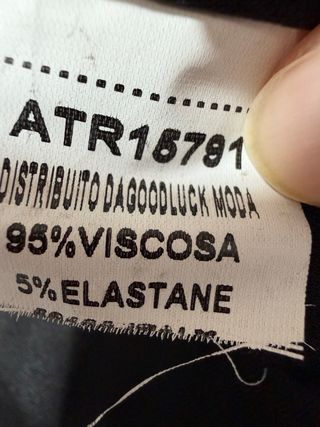 ATR15791
DISTRIBUITO DAGOODLUCK MODA
95%VISCOSA
5%ELASTANE